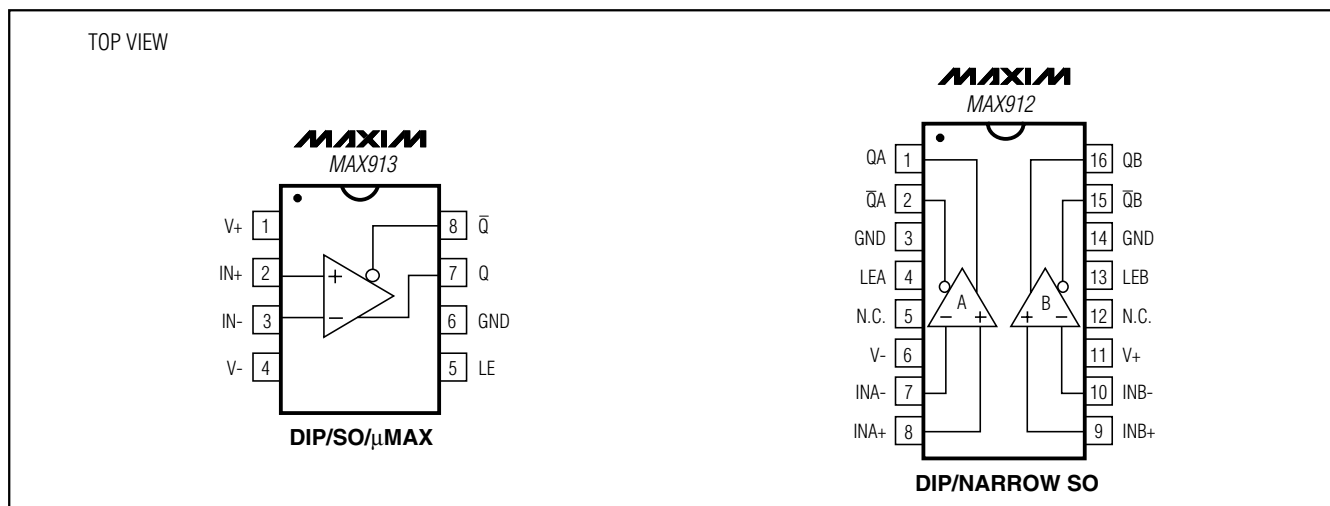 TOP VIEW
MAXIM
MAX913
V+ 1
IN+ 2
IN- 3
V- 4
8 Q̅
7 Q
6 GND
5 LE
+
−
DIP/SO/µMAX
MAXIM
MAX912
QA 1
Q̅A 2
GND 3
LEA 4
N.C. 5
V- 6
INA- 7
INA+ 8
16 QB
15 Q̅B
14 GND
13 LEB
12 N.C.
11 V+
10 INB-
9 INB+
A
− +
B
+ −
DIP/NARROW SO